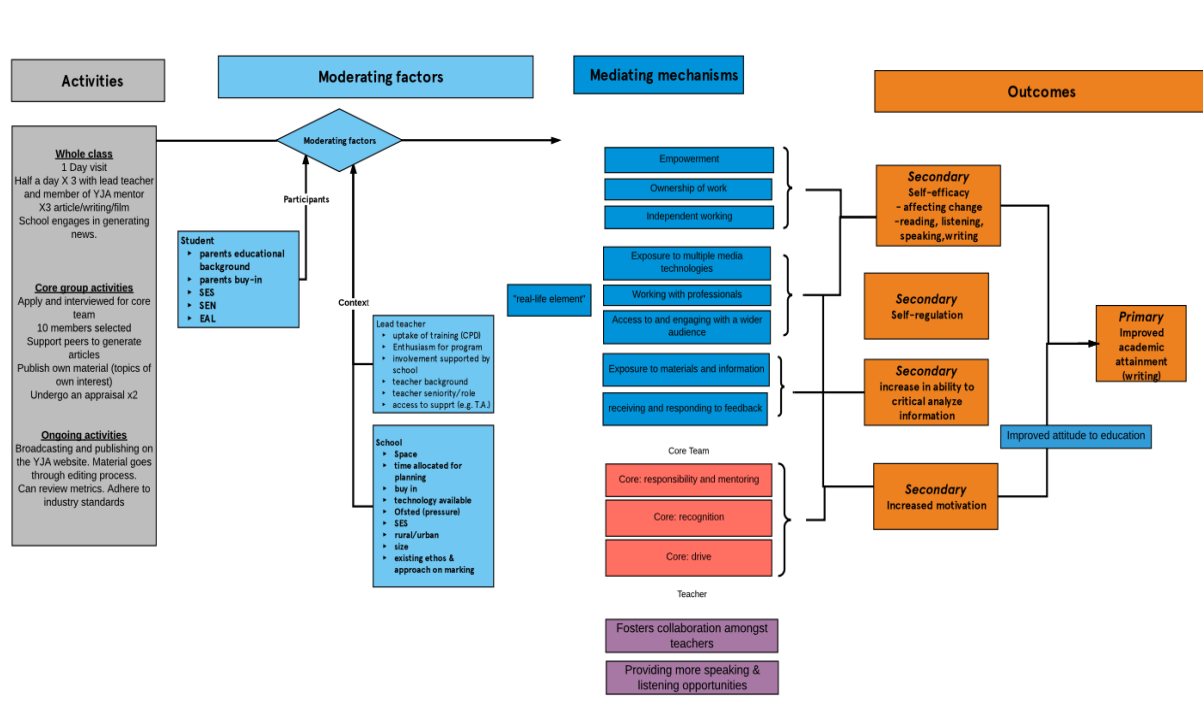 Activities
Moderating factors
Mediating mechanisms
Outcomes
Whole class
1 Day visit
Half a day X 3 with lead teacher
and member of YJA mentor
X3 article/writing/film
School engages in generating
news.
Core group activities
Apply and interviewed for core
team
10 members selected
Support peers to generate
articles
Publish own material (topics of
own interest)
Undergo an appraisal x2
Ongoing activities
Broadcasting and publishing on
the YJA website. Material goes
through editing process.
Can review metrics. Adhere to
industry standards
Moderating factors
Participants
Student
‣ parents educational
background
‣ parents buy-in
‣ SES
‣ SEN
‣ EAL
Context
Lead teacher
‣ uptake of training (CPD)
‣ Enthusiasm for program
‣ involvement supported by
school
‣ teacher background
‣ teacher seniority/role
‣ access to supprt (e.g. T.A.)
School
‣ Space
‣ time allocated for
planning
‣ buy in
‣ technology available
‣ Ofsted (pressure)
‣ SES
‣ rural/urban
‣ size
‣ existing ethos &
approach on marking
"real-life element"
Empowerment
Ownership of work
Independent working
Exposure to multiple media
technologies
Working with professionals
Access to and engaging with a wider
audience
Exposure to materials and information
receiving and responding to feedback
Core Team
Core: responsibility and mentoring
Core: recognition
Core: drive
Teacher
Fosters collaboration amongst
teachers
Providing more speaking &
listening opportunities
Secondary
Self-efficacy
- affecting change
-reading, listening,
speaking,writing
Secondary
Self-regulation
Secondary
increase in ability to
critical analyze
information
Improved attitude to education
Secondary
Increased motivation
Primary
Improved
academic
attainment
(writing)